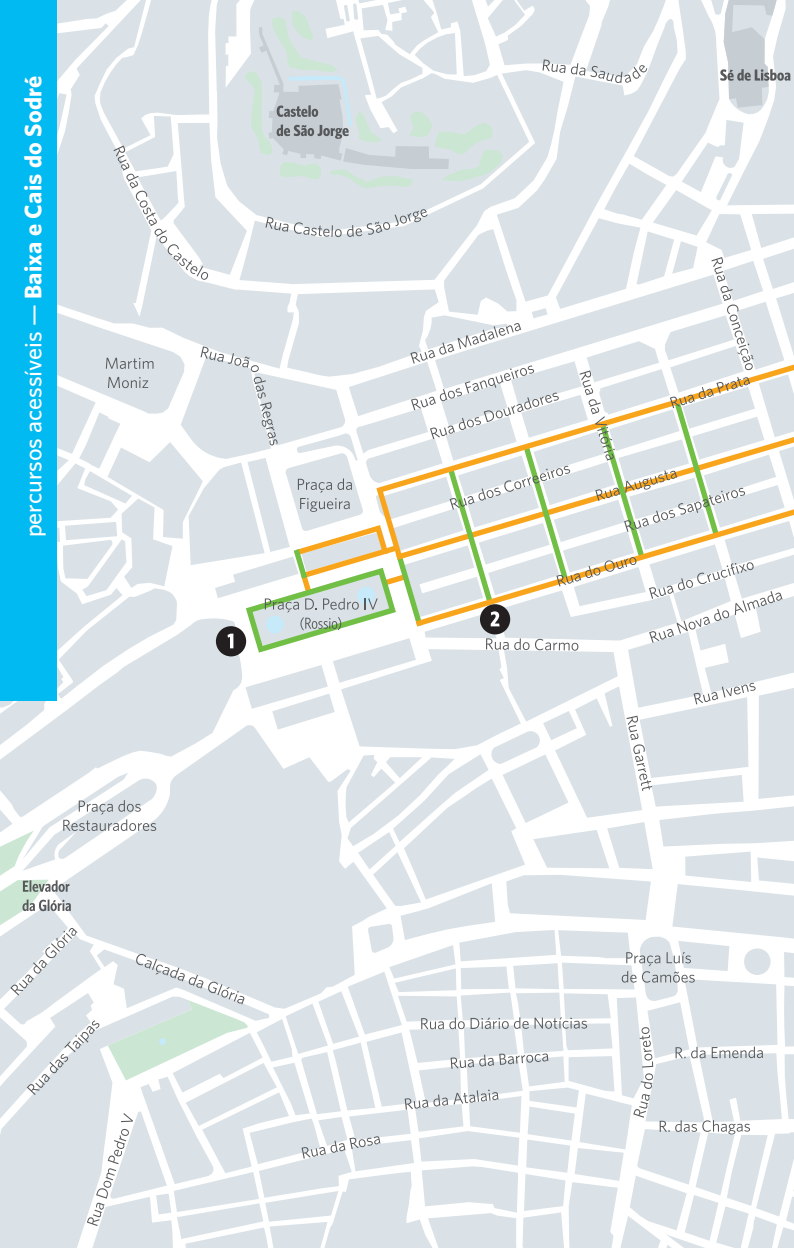 percursos acessíveis — Baixa e Cais do Sodré
Rua da Saudade
Sé de Lisboa
Castelo
de São Jorge
Rua da Costa do Castelo
Rua Castelo de São Jorge
Rua da Conceição
Rua da Madalena
Martim
Moniz
Rua João das Regras
Rua dos Fanqueiros
Rua da Vitória
Rua da Prata
Rua dos Douradores
Praça da
Figueira
Rua dos Correeiros
Rua Augusta
Rua dos Sapateiros
Rua do Ouro
Rua do Crucifixo
Praça D. Pedro IV
(Rossio)
1
2
Rua Nova do Almada
Rua do Carmo
Rua Ivens
Rua Garrett
Praça dos
Restauradores
Elevador
da Glória
Rua da Glória
Calçada da Glória
Praça Luís
de Camões
Rua do Diário de Notícias
Rua das Taipas
Rua da Barroca
Rua do Loreto
R. da Emenda
Rua da Atalaia
R. das Chagas
Rua da Rosa
Rua Dom Pedro V